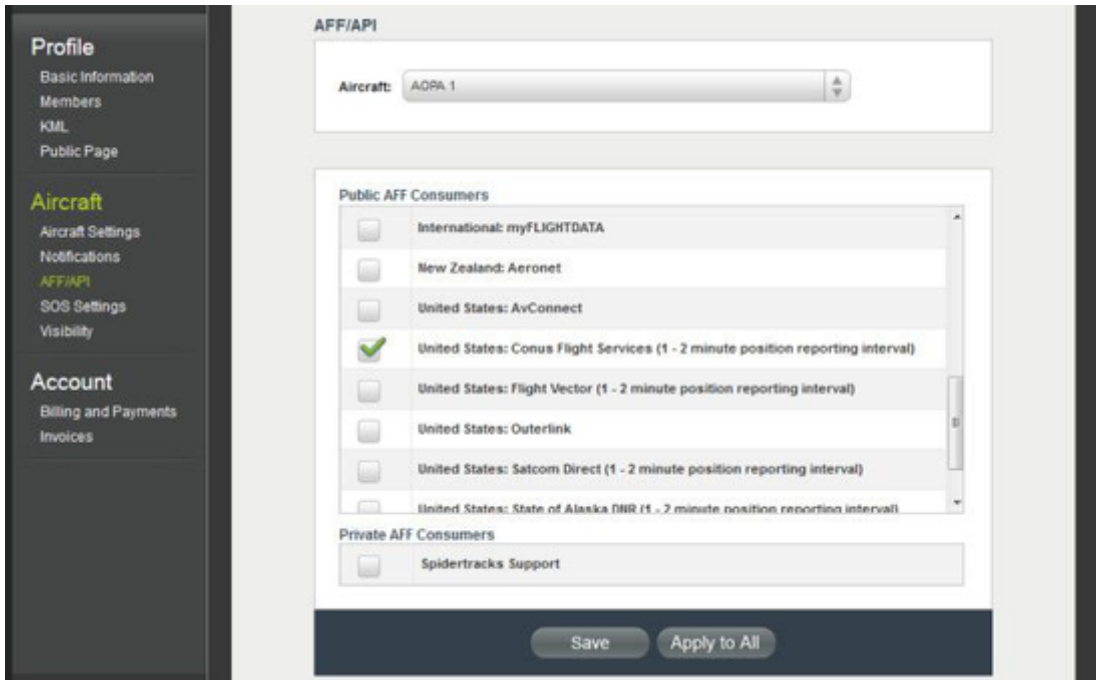 Profile
Basic Information
Members
KML
Public Page
Aircraft
Aircraft Settings
Notifications
AFF/API
SOS Settings
Visibility
Account
Billing and Payments
Invoices
AFF/API
Aircraft: AOPA 1
Public AFF Consumers
International: myFLIGHTDATA
New Zealand: Aeronet
United States: AvConnect
United States: Conus Flight Services (1 - 2 minute position reporting interval)
United States: Flight Vector (1 - 2 minute position reporting interval)
United States: Outerlink
United States: Satcom Direct (1 - 2 minute position reporting interval)
United States: State of Alaska DNR (1 - 2 minute position reporting interval)
Private AFF Consumers
Spidertracks Support
Save Apply to All